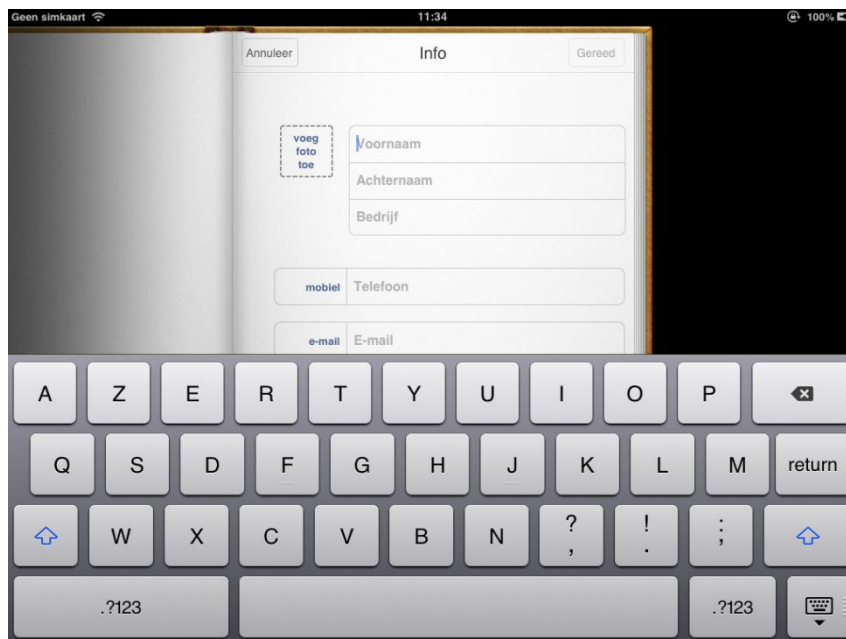 Geen simkaart 11:34 100%
Annuleer Info Gereed
voeg
foto
toe
Voornaam
Achternaam
Bedrijf
mobiel Telefoon
e-mail E-mail
A Z E R T Y U I O P
Q S D F G H J K L M return
W X C V B N ? , ! . : ;
.?123 .?123